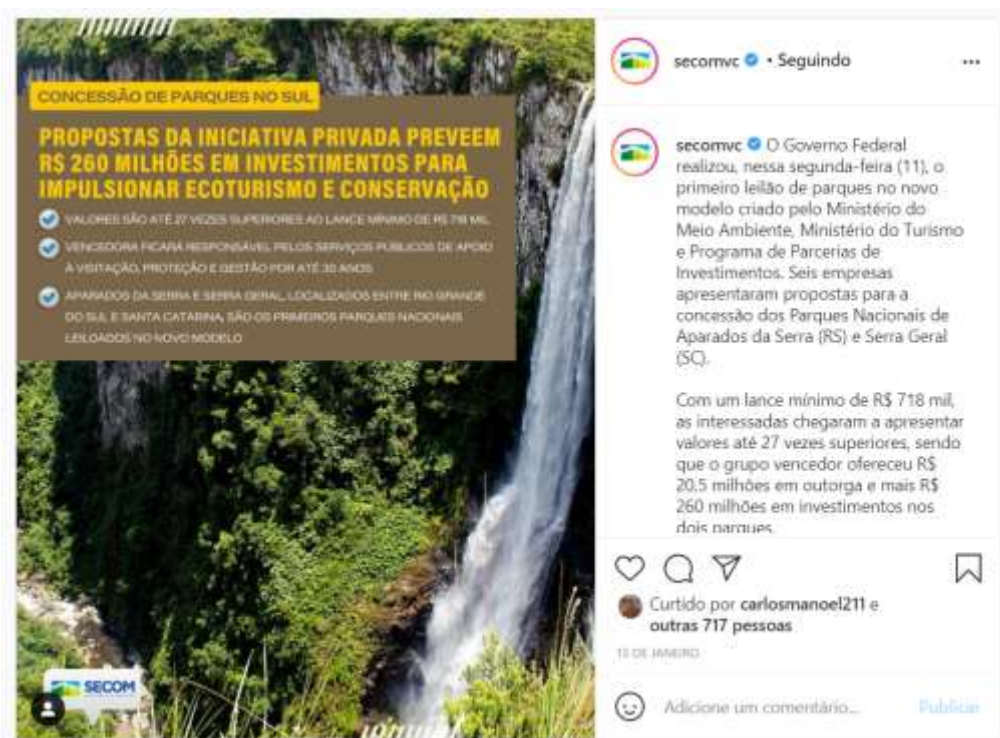 CONCESSÃO DE PARQUES NO SUL
PROPOSTAS DA INICIATIVA PRIVADA PREVEEM
R$ 260 MILHÕES EM INVESTIMENTOS PARA
IMPULSIONAR ECOTURISMO E CONSERVAÇÃO
VALORES SÃO ATÉ 27 VEZES SUPERIORES AO LANCE MÍNIMO DE R$ 718 MIL
VENCEDORA FICARÁ RESPONSÁVEL PELOS SERVIÇOS PÚBLICOS DE APOIO
À VISITAÇÃO, PROTEÇÃO E GESTÃO POR ATÉ 30 ANOS
APARADOS DA SERRA E SERRA GERAL, LOCALIZADOS ENTRE RIO GRANDE
DO SUL E SANTA CATARINA, SÃO OS PRIMEIROS PARQUES NACIONAIS
LEILOADOS NO NOVO MODELO
SECOM
secomvc • Seguindo
secomvc O Governo Federal
realizou, nessa segunda-feira (11), o
primeiro leilão de parques no novo
modelo criado pelo Ministério do
Meio Ambiente, Ministério do Turismo
e Programa de Parcerias de
Investimentos. Seis empresas
apresentaram propostas para a
concessão dos Parques Nacionais de
Aparados da Serra (RS) e Serra Geral
(SC).
Com um lance mínimo de R$ 718 mil,
as interessadas chegaram a apresentar
valores até 27 vezes superiores, sendo
que o grupo vencedor ofereceu R$
20,5 milhões em outorga e mais R$
260 milhões em investimentos nos
dois parques.
Curtido por carlosmanoel211 e
outras 717 pessoas
13 DE JANEIRO
Adicione um comentário... Publicar